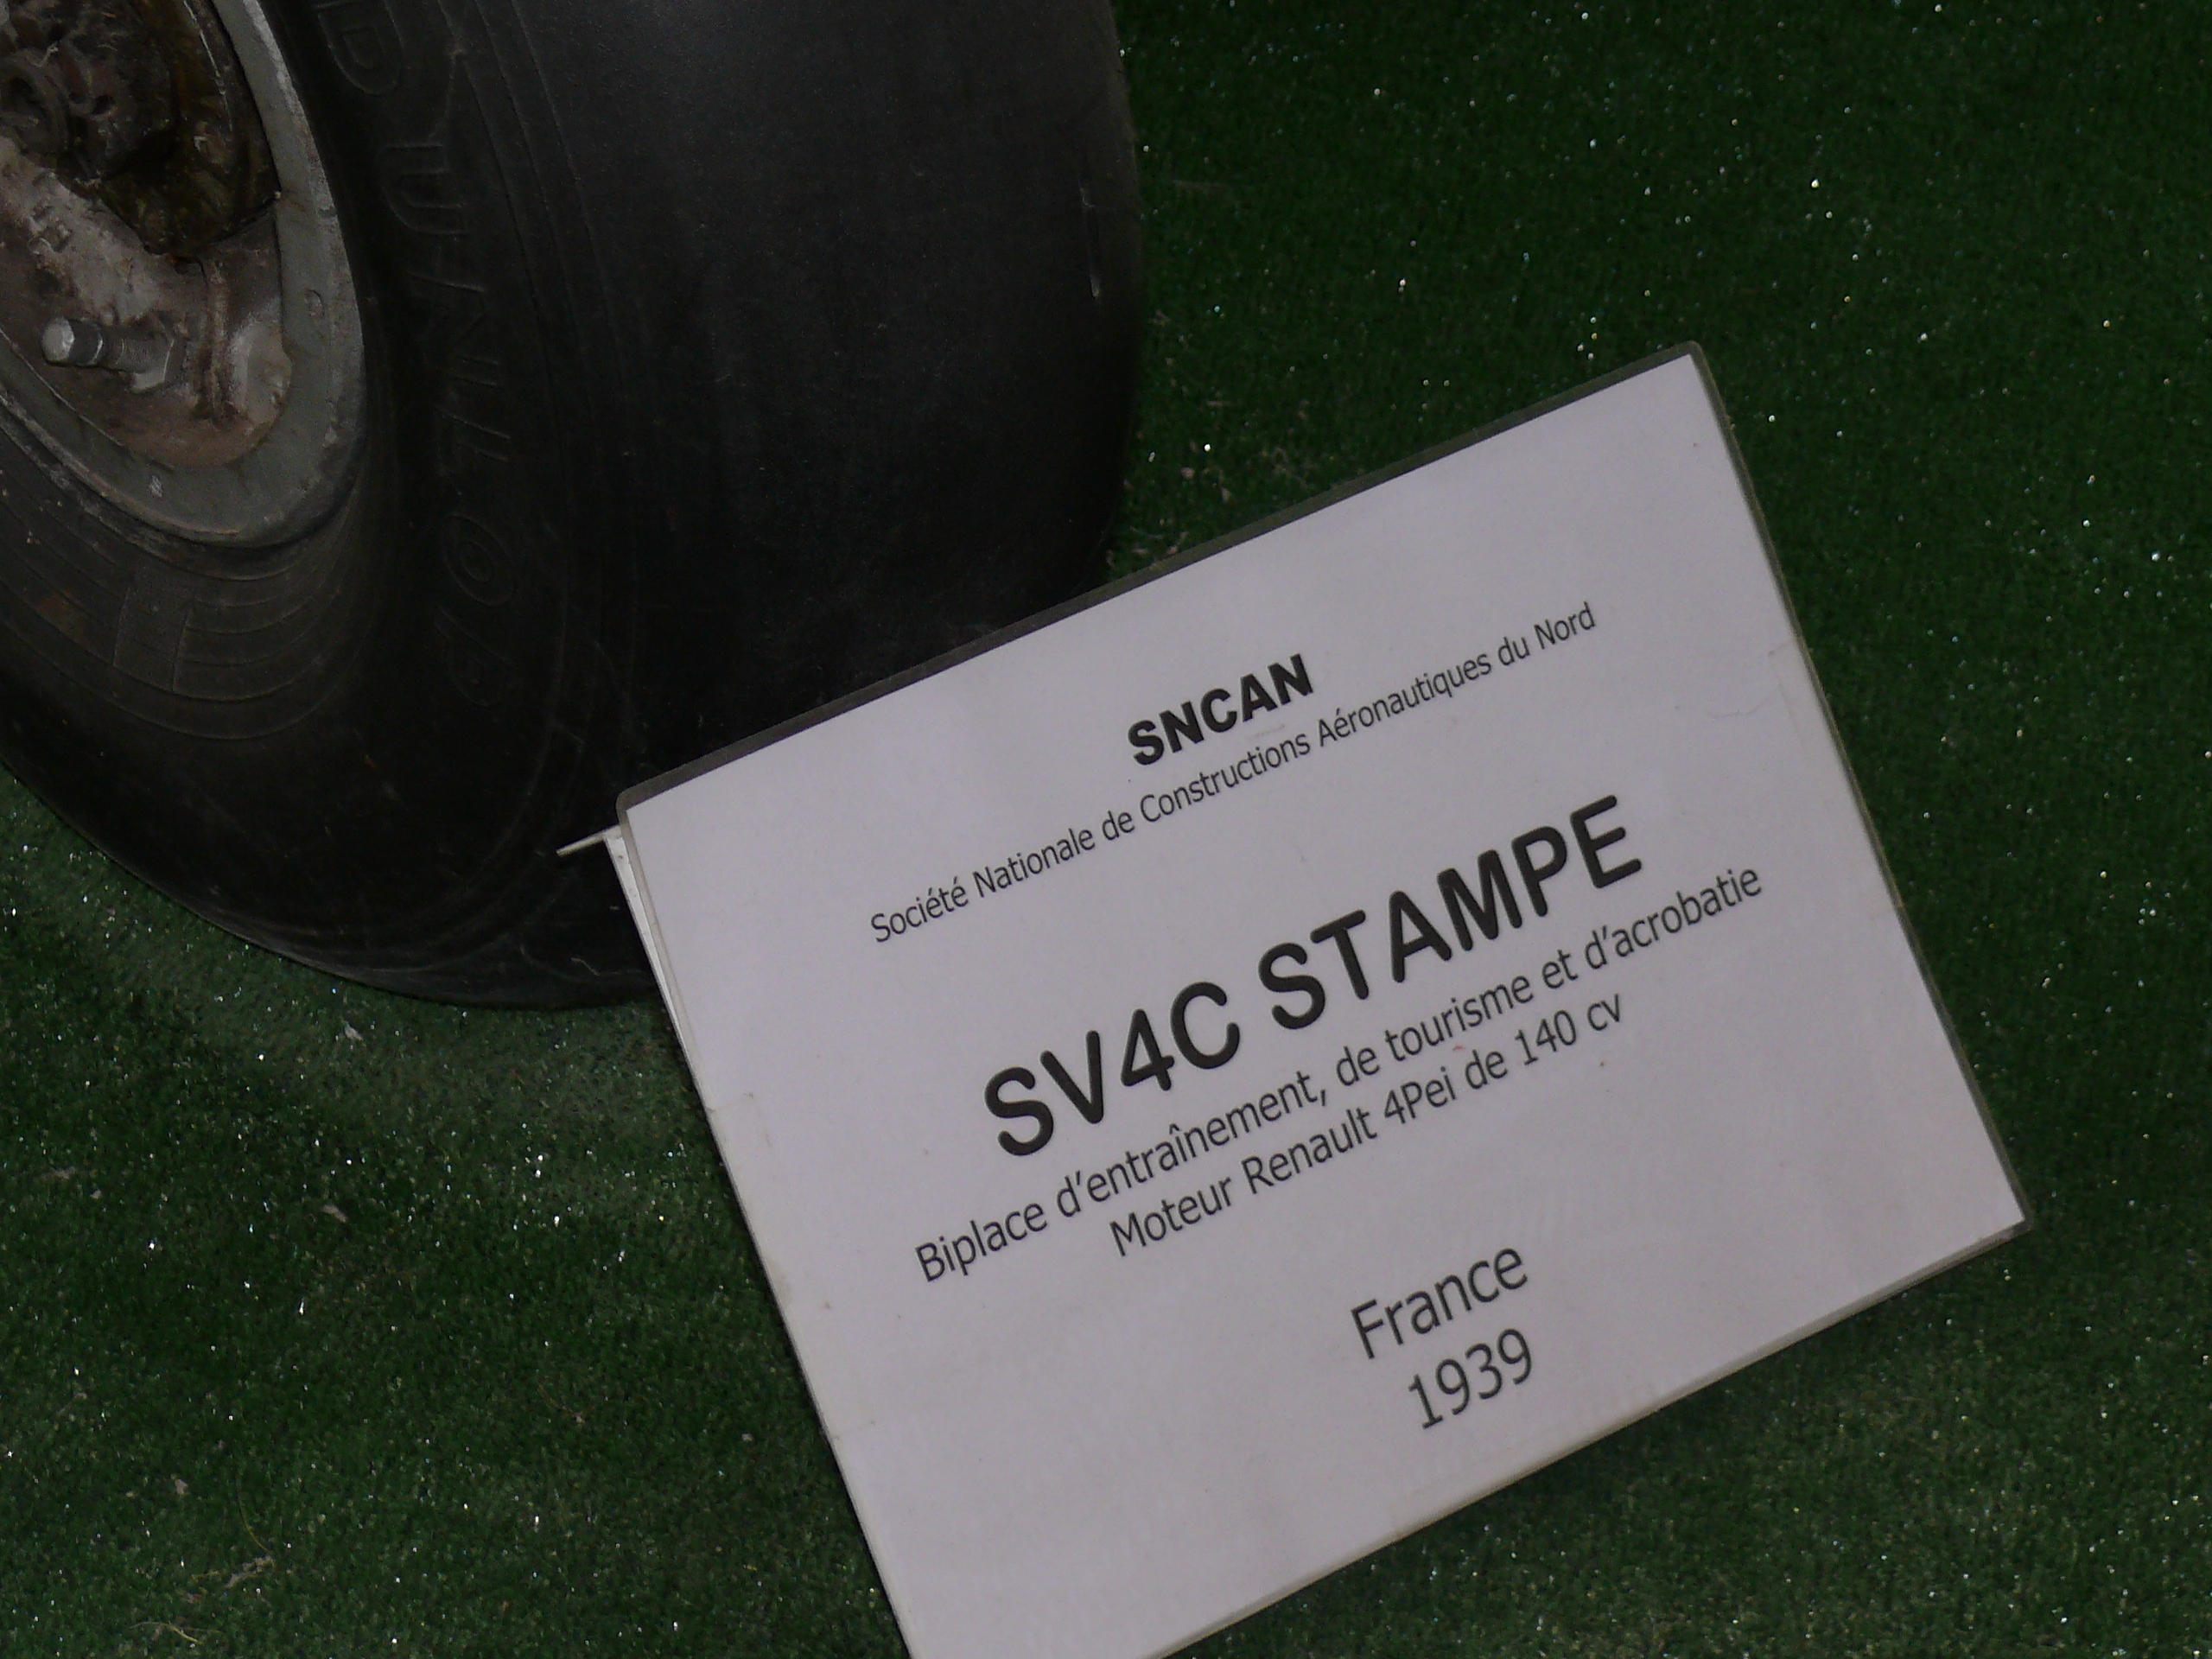 DUNLOP
SNCAN
Société Nationale de Constructions Aéronautiques du Nord
SV4C STAMPE
Biplace d'entraînement, de tourisme et d'acrobatie
Moteur Renault 4Pei de 140 cv
France
1939